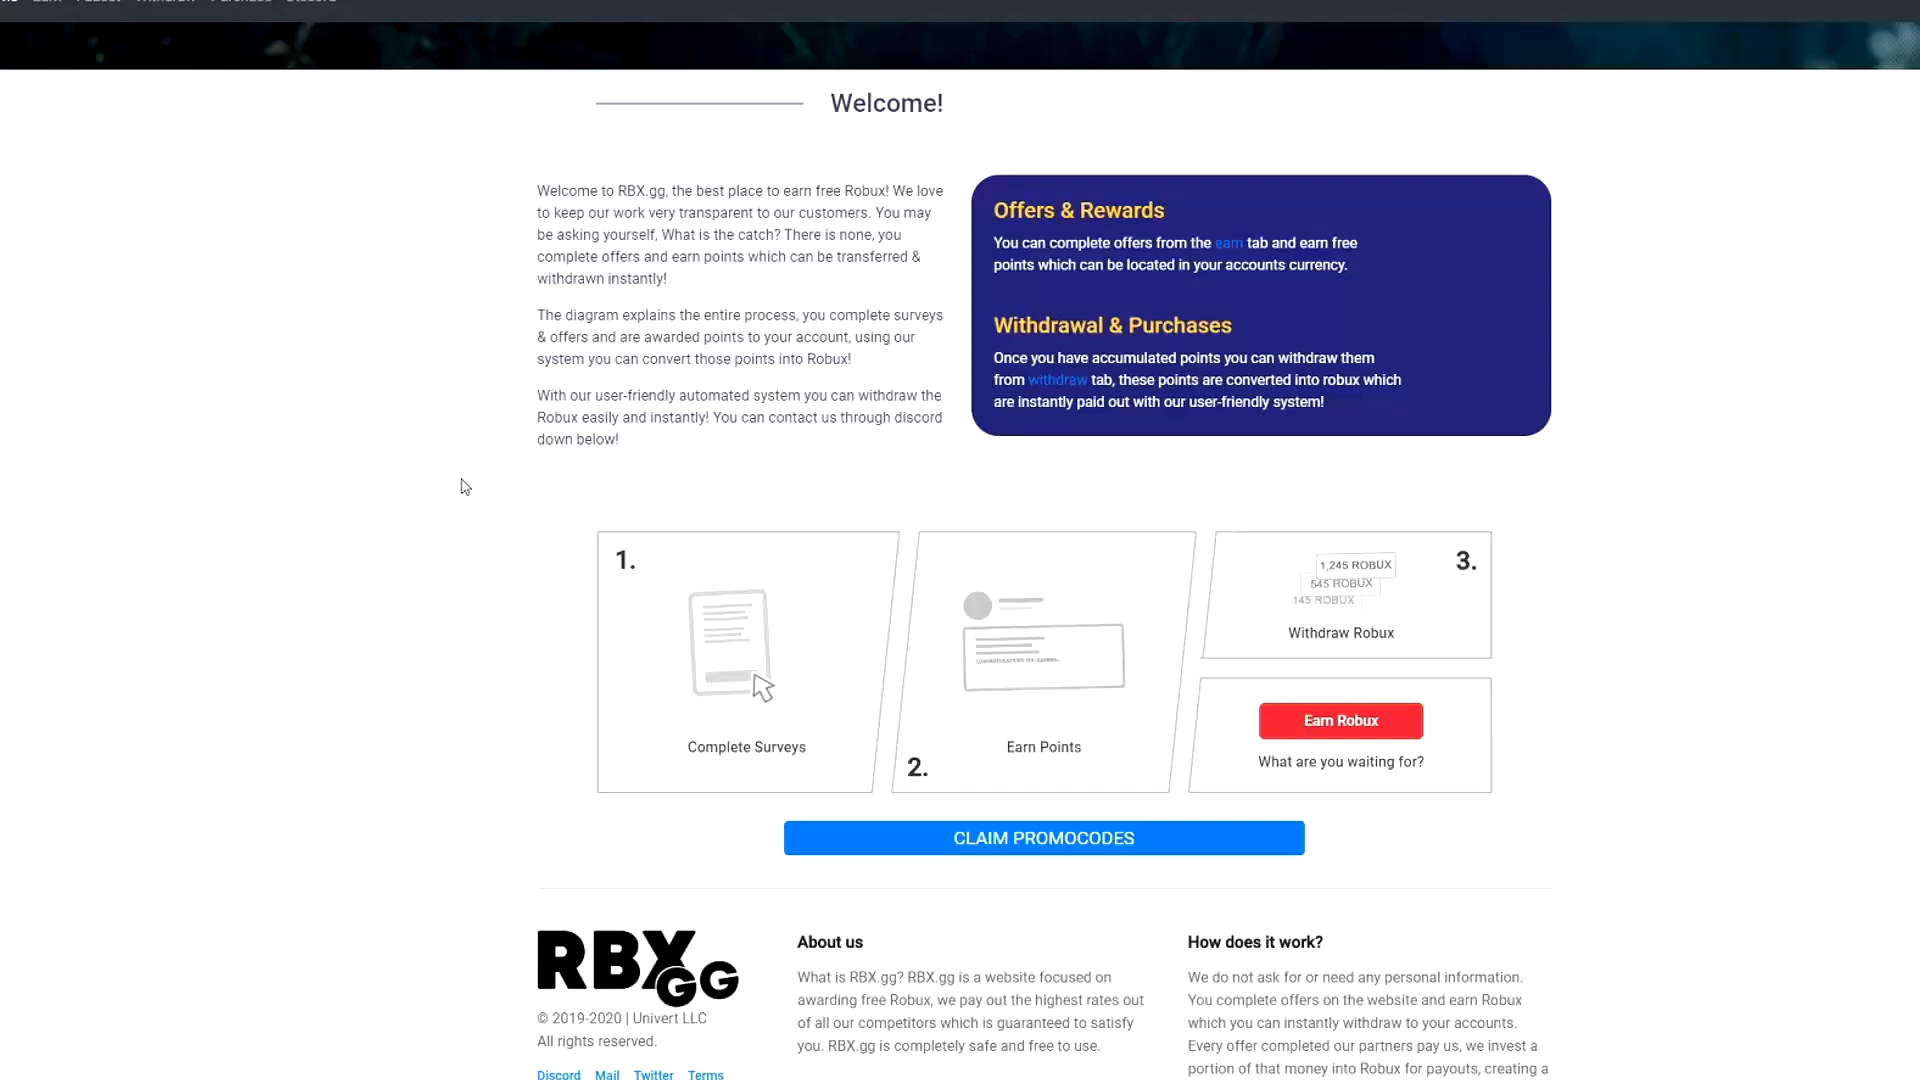 Welcome!
Welcome to RBX.gg, the best place to earn free Robux! We love
to keep our work very transparent to our customers. You may
be asking yourself, What is the catch? There is none, you
complete offers and earn points which can be transferred &
withdrawn instantly!
The diagram explains the entire process, you complete surveys
& offers and are awarded points to your account, using our
system you can convert those points into Robux!
With our user-friendly automated system you can withdraw the
Robux easily and instantly! You can contact us through discord
down below!
Offers & Rewards
You can complete offers from the earn tab and earn free
points which can be located in your accounts currency.
Withdrawal & Purchases
Once you have accumulated points you can withdraw them
from withdraw tab, these points are converted into robux which
are instantly paid out with our user-friendly system!
1.
Complete Surveys
Earn Points
2.
3.
1,245 ROBUX
545 ROBUX
145 ROBUX
Withdraw Robux
Earn Robux
What are you waiting for?
CLAIM PROMOCODES
RBX GG
© 2019-2020 | Univert LLC
All rights reserved.
Discord Mail Twitter Terms
About us
What is RBX.gg? RBX.gg is a website focused on
awarding free Robux, we pay out the highest rates out
of all our competitors which is guaranteed to satisfy
you. RBX.gg is completely safe and free to use.
How does it work?
We do not ask for or need any personal information.
You complete offers on the website and earn Robux
which you can instantly withdraw to your accounts.
Every offer completed our partners pay us, we invest a
portion of that money into Robux for payouts, creating a